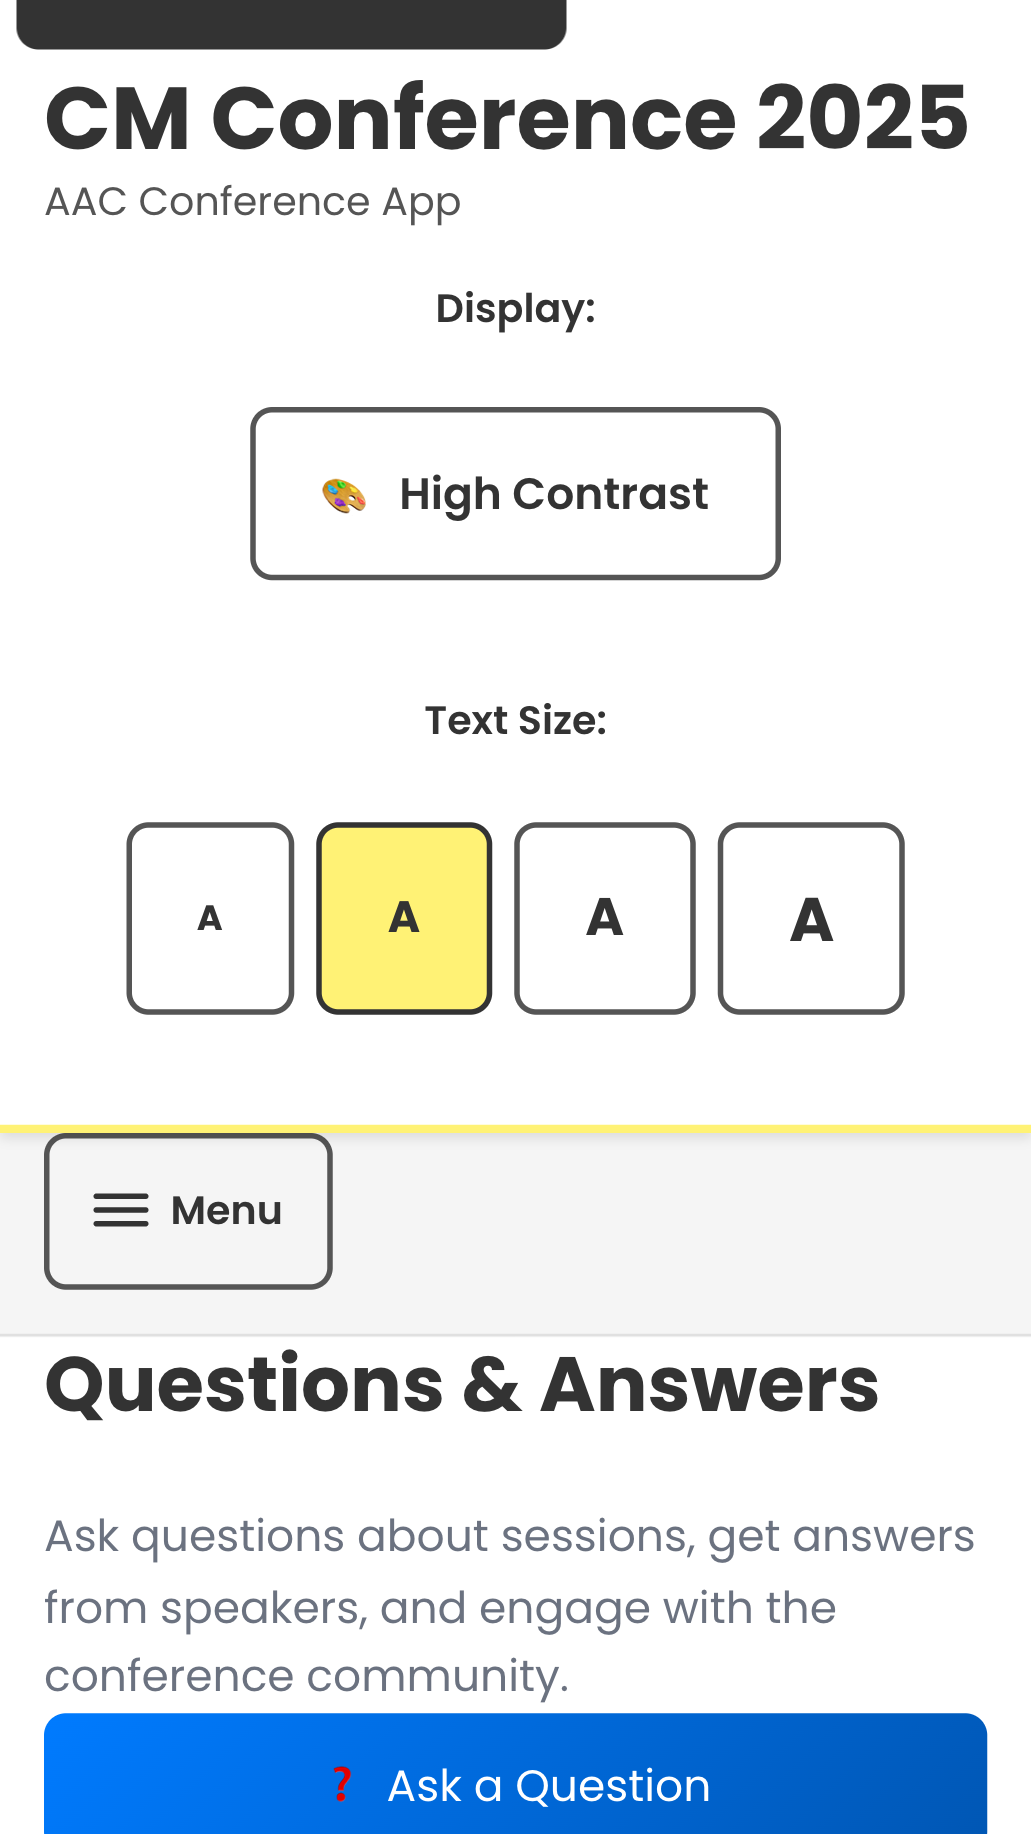 CM Conference 2025
AAC Conference App
Display:
🎨 High Contrast
Text Size:
A A A A
Menu
Questions & Answers
Ask questions about sessions, get answers
from speakers, and engage with the
conference community.
❓ Ask a Question